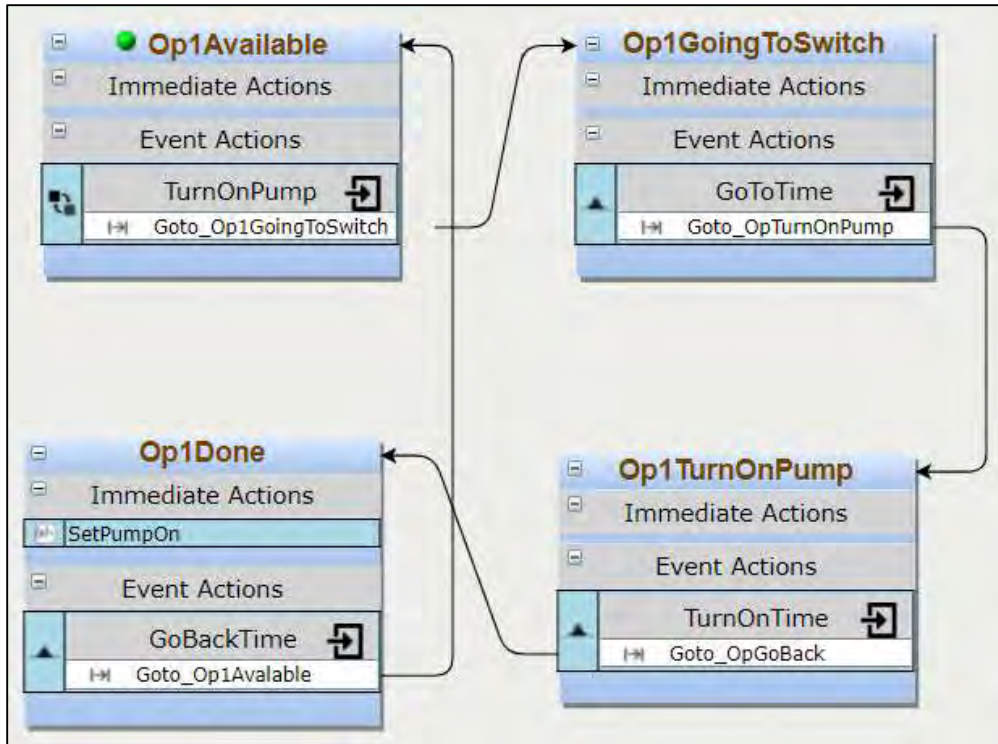 Op1Available
Immediate Actions
Event Actions
TurnOnPump
Goto_Op1GoingToSwitch
Op1GoingToSwitch
Immediate Actions
Event Actions
GoToTime
Goto_OpTurnOnPump
Op1Done
Immediate Actions
SetPumpOn
Event Actions
GoBackTime
Goto_Op1Avalable
Op1TurnOnPump
Immediate Actions
Event Actions
TurnOnTime
Goto_OpGoBack